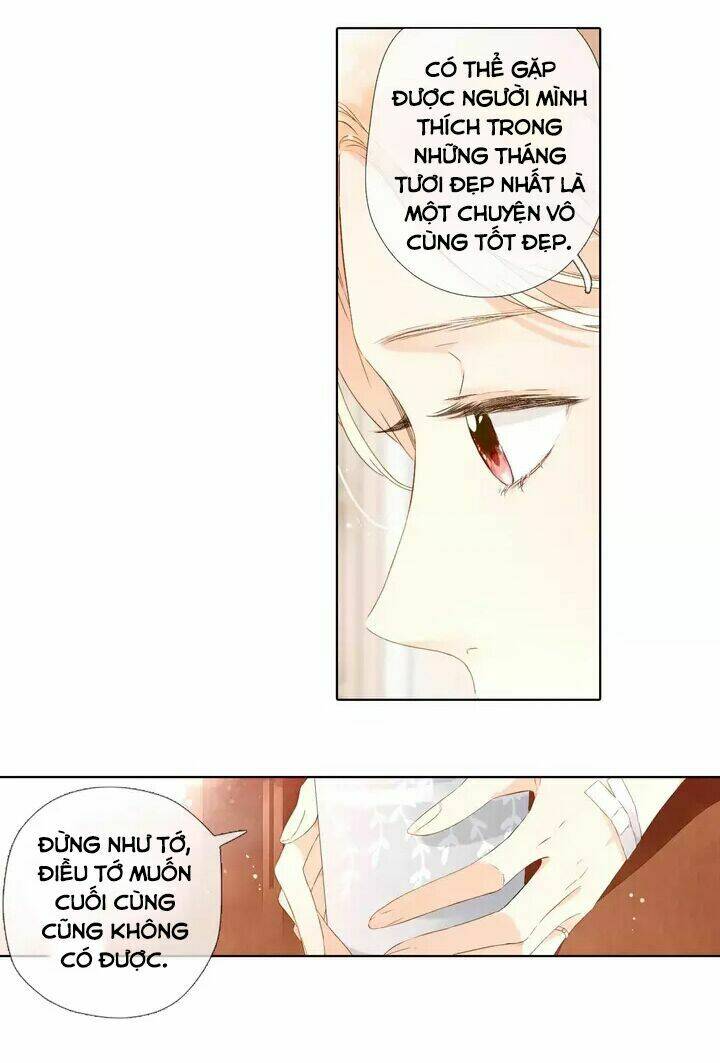 CÓ THỂ GẶP
ĐƯỢC NGƯỜI MÌNH
THÍCH TRONG
NHỮNG THÁNG
TƯƠI ĐẸP NHẤT LÀ
MỘT CHUYỆN VÔ
CÙNG TỐT ĐẸP.
ĐỪNG NHƯ TỚ,
ĐIỀU TỚ MUỐN
CUỐI CÙNG
CŨNG KHÔNG
CÓ ĐƯỢC.